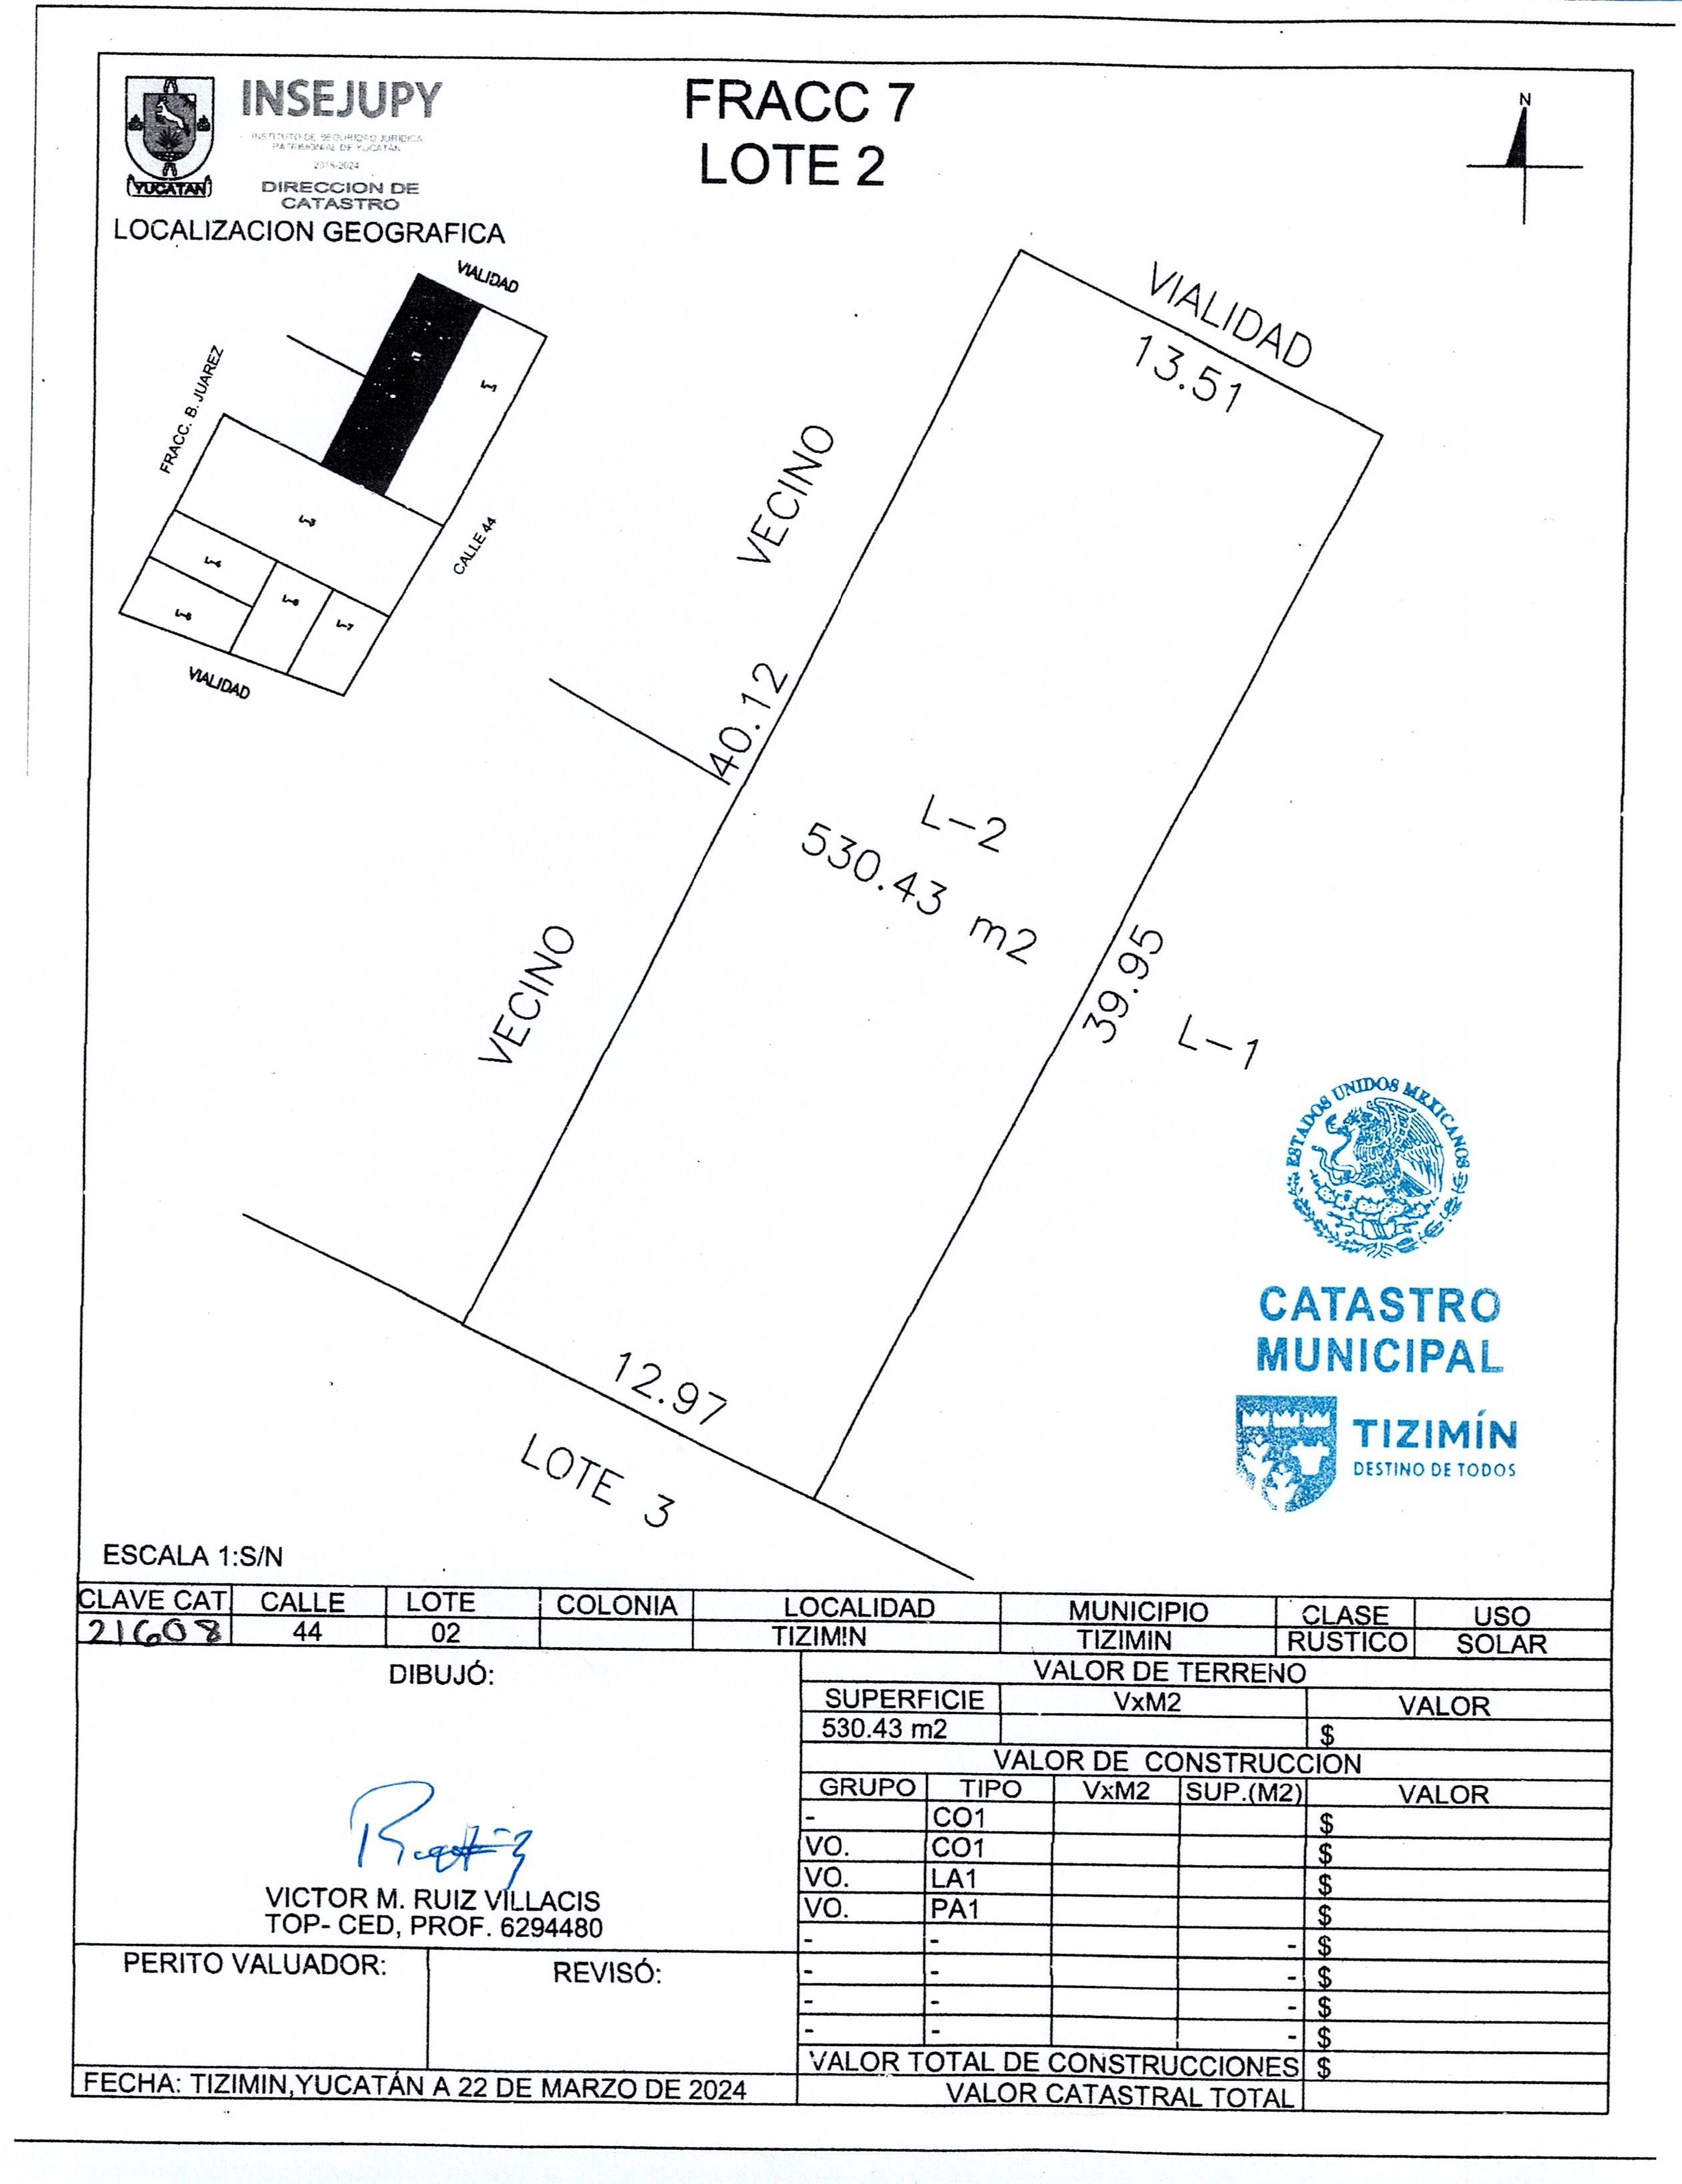 FRACC 7
LOTE 2
N
INSEJUPY
INSTITUTO DE SEGURIDAD JURIDICA
PATRIMONIAL DE YUCATÁN
2018-2024
DIRECCION DE
CATASTRO
YUCATAN
LOCALIZACION GEOGRAFICA
VIALIDAD
FRACC. B. JUAREZ
L-1
L-3
CALLE 44
L-4
L-6
L-7
VIALIDAD
VIALIDAD
13.51
VECINO
40.12
L-2
530.43 m2
VECINO
39.95
L-1
12.97
LOTE 3
ESTADOS UNIDOS MEXICANOS
CATASTRO
MUNICIPAL
TIZIMÍN
DESTINO DE TODOS
ESCALA 1:S/N
CLAVE CAT CALLE LOTE COLONIA LOCALIDAD MUNICIPIO CLASE USO
21608 44 02 TIZIMIN TIZIMIN RUSTICO SOLAR
DIBUJÓ:
VICTOR M. RUIZ VILLACIS
TOP- CED, PROF. 6294480
PERITO VALUADOR: REVISÓ:
FECHA: TIZIMIN,YUCATÁN A 22 DE MARZO DE 2024
VALOR DE TERRENO
SUPERFICIE VxM2 VALOR
530.43 m2 $
VALOR DE CONSTRUCCION
GRUPO TIPO VxM2 SUP.(M2) VALOR
- CO1 $
VO. CO1 $
VO. LA1 $
VO. PA1 $
- - - $
- - - $
- - - $
- - - $
VALOR TOTAL DE CONSTRUCCIONES $
VALOR CATASTRAL TOTAL